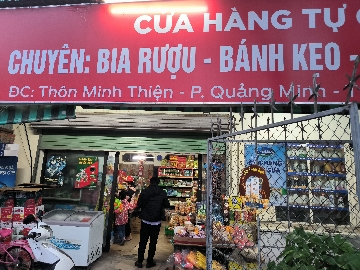 CỬA HÀNG TỰ
CHUYÊN: BIA RƯỢU - BÁNH KẸO -
ĐC: Thôn Minh Thiện - P. Quảng Minh -